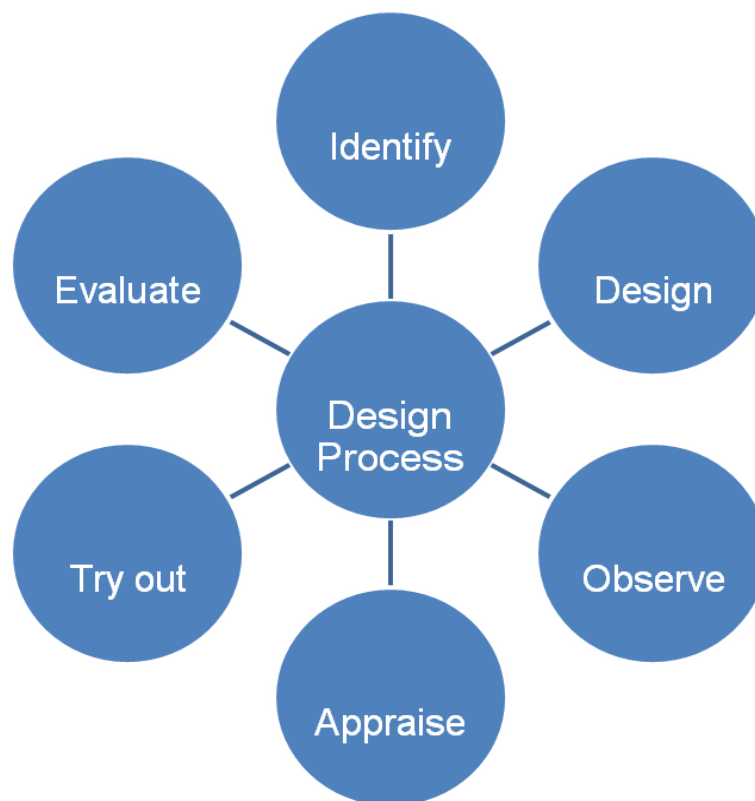 Identify
Evaluate
Design
Design
Process
Try out
Observe
Appraise